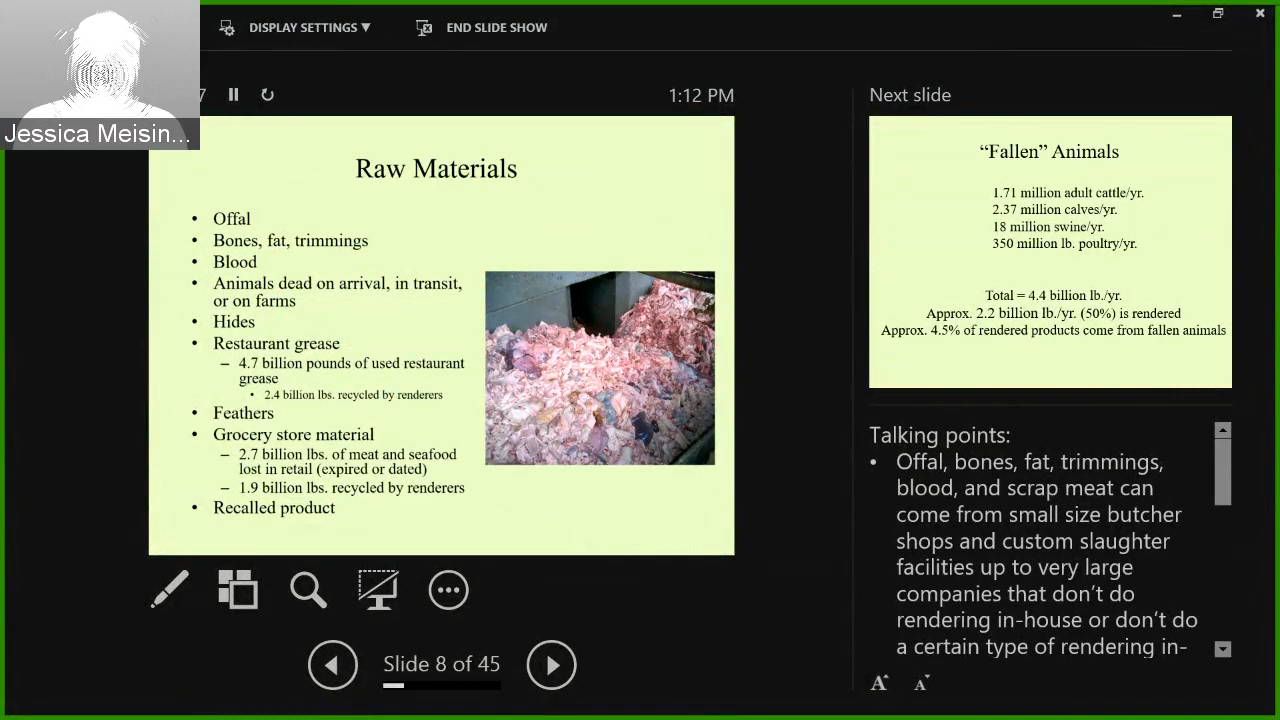 DISPLAY SETTINGS ▼
END SLIDE SHOW
Jessica Meisin...
7
1:12 PM
Raw Materials
• Offal
• Bones, fat, trimmings
• Blood
• Animals dead on arrival, in transit,
or on farms
• Hides
• Restaurant grease
– 4.7 billion pounds of used restaurant
grease
• 2.4 billion lbs. recycled by renderers
• Feathers
• Grocery store material
– 2.7 billion lbs. of meat and seafood
lost in retail (expired or dated)
– 1.9 billion lbs. recycled by renderers
• Recalled product
Slide 8 of 45
Next slide
“Fallen” Animals
1.71 million adult cattle/yr.
2.37 million calves/yr.
18 million swine/yr.
350 million lb. poultry/yr.
Total = 4.4 billion lb./yr.
Approx. 2.2 billion Lb./yr. (50%) is rendered
Approx. 4.5% of rendered products come from fallen animals
Talking points:
• Offal, bones, fat, trimmings,
blood, and scrap meat can
come from small size butcher
shops and custom slaughter
facilities up to very large
companies that don’t do
rendering in-house or don’t do
a certain type of rendering in-
A A